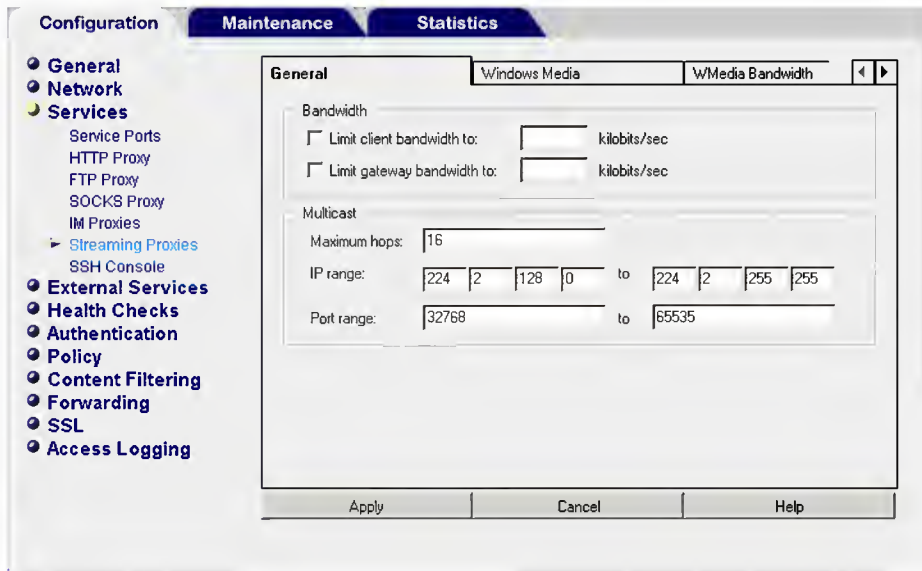 Configuration Maintenance Statistics
General
Network
Services
Service Ports
HTTP Proxy
FTP Proxy
SOCKS Proxy
IM Proxies
Streaming Proxies
SSH Console
External Services
Health Checks
Authentication
Policy
Content Filtering
Forwarding
SSL
Access Logging
General Windows Media WMedia Bandwidth
Bandwidth
Limit client bandwidth to: kilobits/sec
Limit gateway bandwidth to: kilobits/sec
Multicast
Maximum hops: 16
IP range: 224 2 128 0 to 224 2 255 255
Port range: 32768 to 65535
Apply Cancel Help